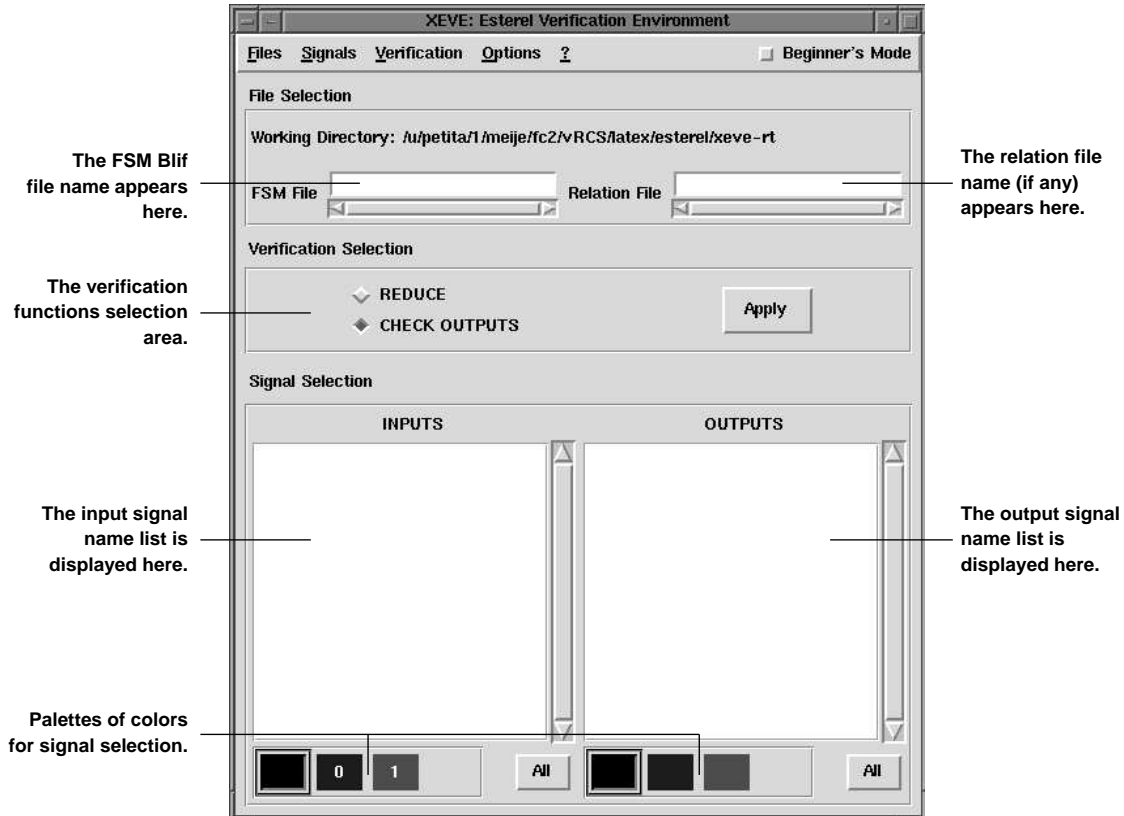 XEVE: Esterel Verification Environment
Files Signals Verification Options ? Beginner's Mode
File Selection
Working Directory: /u/petita/1/meije/fc2/vRCS/latex/esterel/xeve-rt
The FSM Blif
file name appears
here.
FSM File
Relation File
The relation file
name (if any)
appears here.
Verification Selection
The verification
functions selection
area.
REDUCE
CHECK OUTPUTS
Apply
Signal Selection
INPUTS
OUTPUTS
The input signal
name list is
displayed here.
The output signal
name list is
displayed here.
Palettes of colors
for signal selection.
0 1 All
All